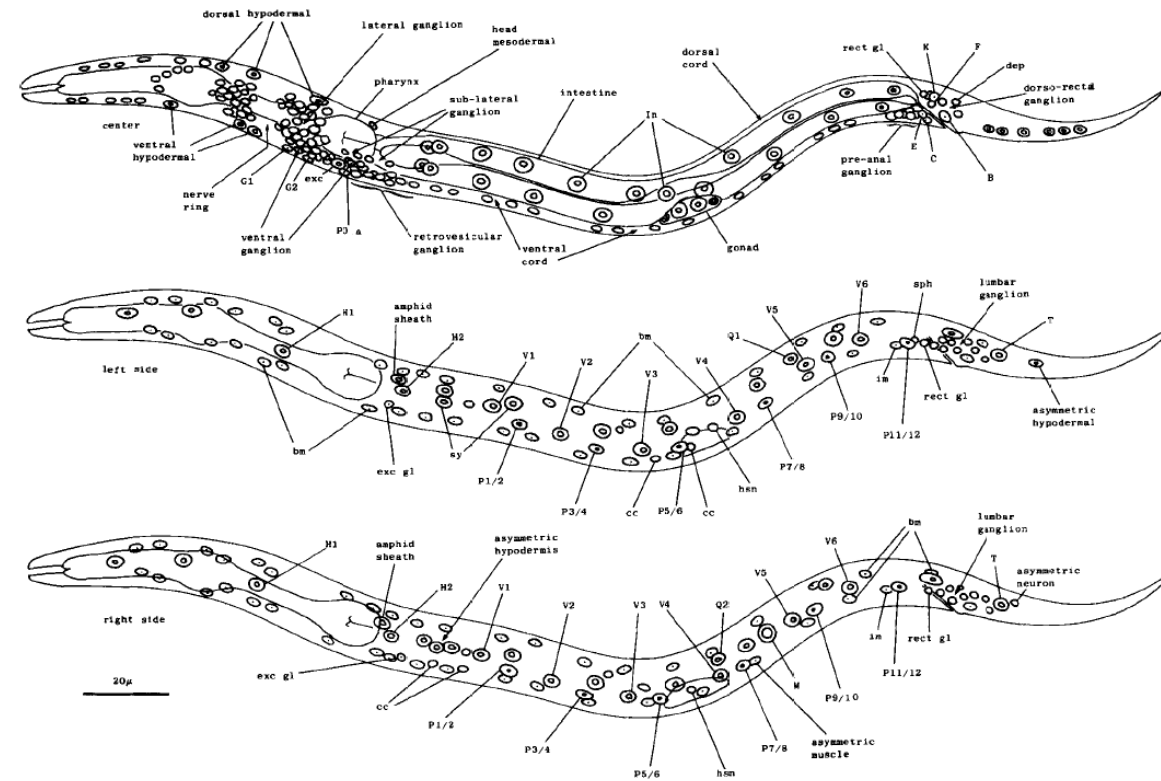 dorsal hypodermal
lateral ganglion
head
mesodermal
pharynx
sub-lateral
ganglion
intestine
dorsal
cord
In
rect gl
K
F
dep
dorso-rectal
ganglion
center
ventral
hypodermal
G1
G2
exc
nerve
ring
ventral
ganglion
P0 a
retrovesicular
ganglion
ventral
cord
gonad
pre-anal
ganglion
E
C
B
left side
H1
amphid
sheath
H2
V1
V2
bm
V3
V4
Q1
V5
V6
sph
lumbar
ganglion
T
bm
exc gl
sy
P1/2
P3/4
cc
P5/6
cc
hsn
P7/8
P9/10
im
P11/12
rect gl
asymmetric
hypodermal
right side
H1
amphid
sheath
H2
asymmetric
hypodermis
V1
V2
V3
V4
Q2
V5
V6
bm
lumbar
ganglion
T
asymmetric
neuron
exc gl
cc
P1/2
P3/4
P5/6
hsn
P7/8
asymmetric
muscle
M
P9/10
im
P11/12
rect gl
20μ